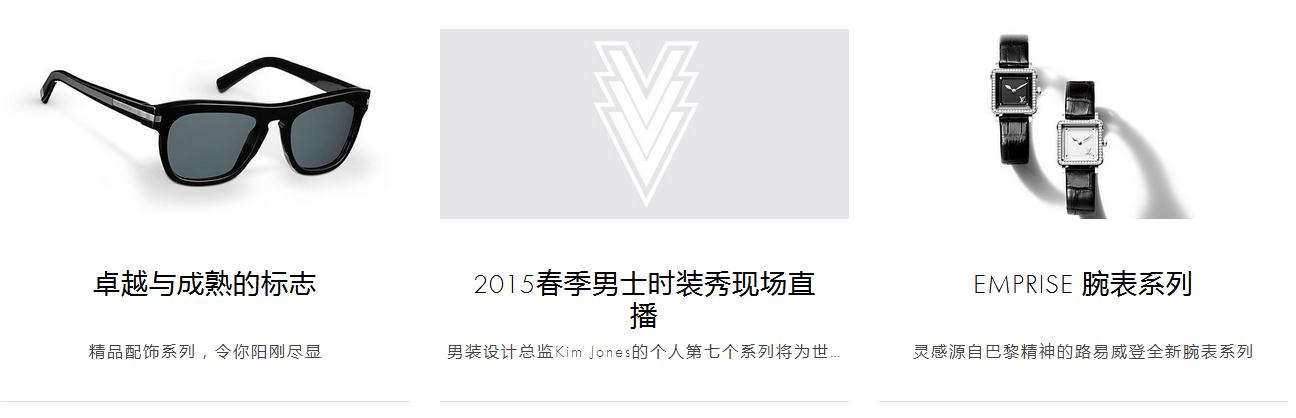 卓越与成熟的标志
精品配饰系列，令你阳刚尽显
2015春季男士时装秀现场直
播
男装设计总监Kim Jones的个人第七个系列将为世...
EMPRISE 腕表系列
灵感源自巴黎精神的路易威登全新腕表系列